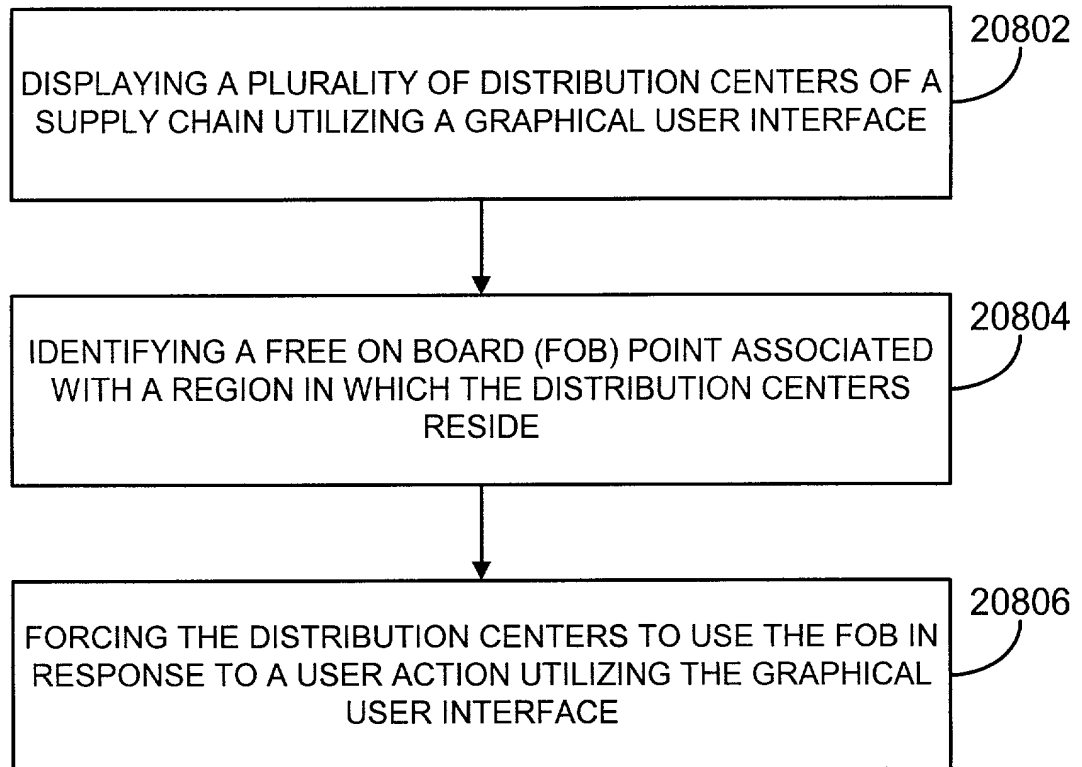 20802
DISPLAYING A PLURALITY OF DISTRIBUTION CENTERS OF A
SUPPLY CHAIN UTILIZING A GRAPHICAL USER INTERFACE
20804
IDENTIFYING A FREE ON BOARD (FOB) POINT ASSOCIATED
WITH A REGION IN WHICH THE DISTRIBUTION CENTERS
RESIDE
20806
FORCING THE DISTRIBUTION CENTERS TO USE THE FOB IN
RESPONSE TO A USER ACTION UTILIZING THE GRAPHICAL
USER INTERFACE